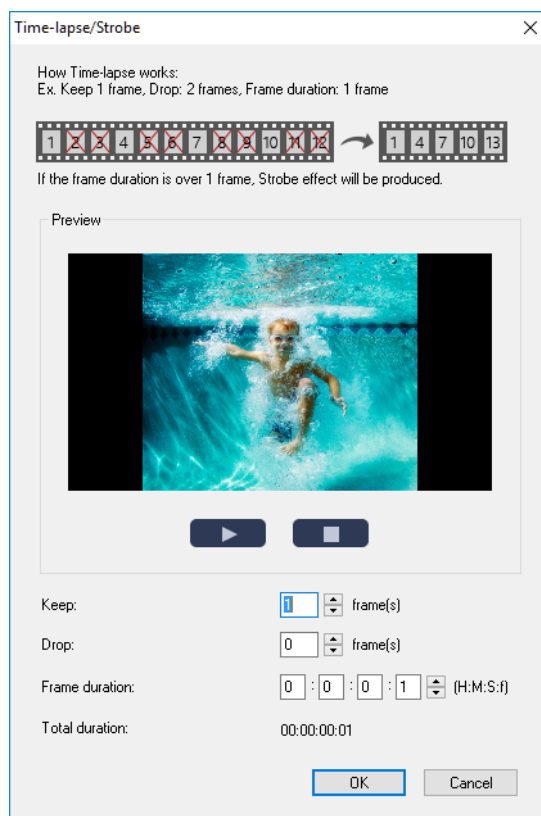 Time-lapse/Strobe
How Time-lapse works:
Ex. Keep 1 frame, Drop: 2 frames, Frame duration: 1 frame
1 2 3 4 5 6 7 8 9 10 11 12 1 4 7 10 13
If the frame duration is over 1 frame, Strobe effect will be produced.
Preview
Keep: 1 frame(s)
Drop: 0 frame(s)
Frame duration: 0 : 0 : 0 : 1 (H:M:S:f)
Total duration: 00:00:00:01
OK Cancel